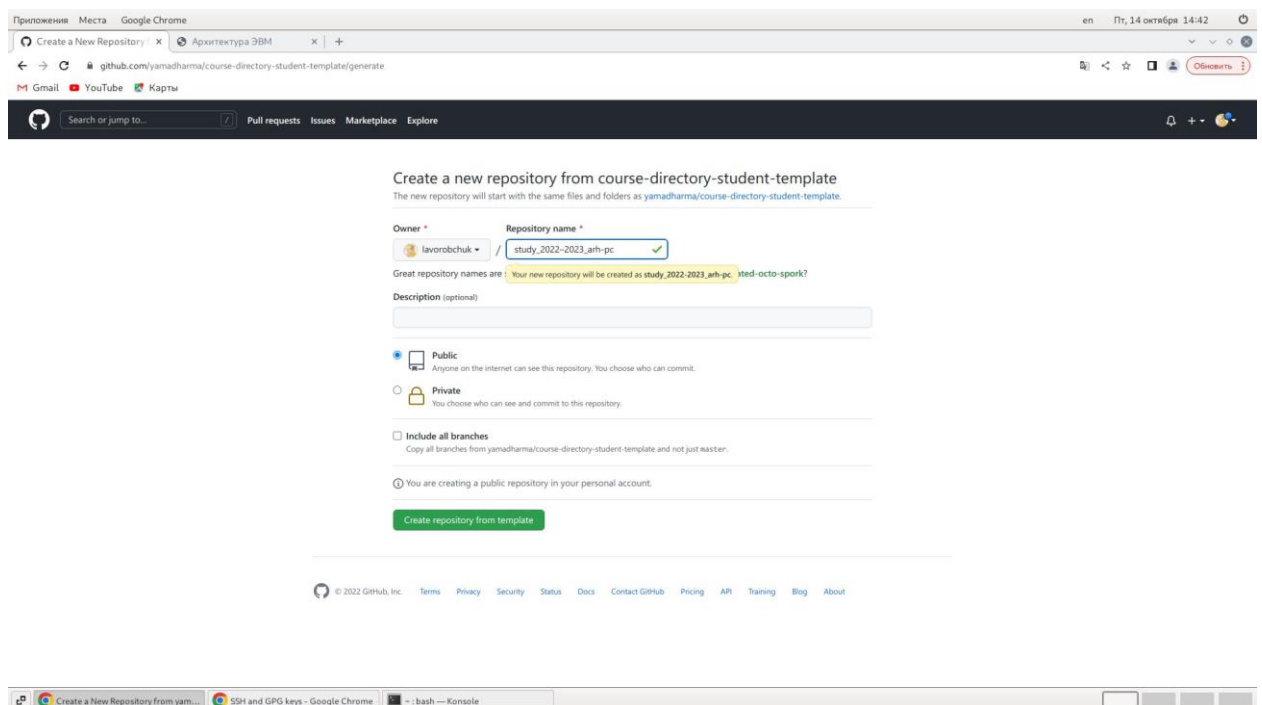 Приложения Места Google Chrome en Пт, 14 октября 14:42
Create a New Repository Архитектура ЭВМ
github.com/yamadharma/course-directory-student-template/generate Обновить
Gmail YouTube Карты
Search or jump to... / Pull requests Issues Marketplace Explore
Create a new repository from course-directory-student-template
The new repository will start with the same files and folders as yamadharma/course-directory-student-template.
Owner * Repository name *
lavorobchuk / study_2022–2023_arh-pc
Great repository names are Your new repository will be created as study_2022-2023_arh-pc. ted-octo-spork?
Description (optional)
Public
Anyone on the internet can see this repository. You choose who can commit.
Private
You choose who can see and commit to this repository.
Include all branches
Copy all branches from yamadharma/course-directory-student-template and not just master.
You are creating a public repository in your personal account.
Create repository from template
© 2022 GitHub, Inc. Terms Privacy Security Status Docs Contact GitHub Pricing API Training Blog About
Create a New Repository from yam... SSH and GPG keys - Google Chrome ~ : bash — Konsole